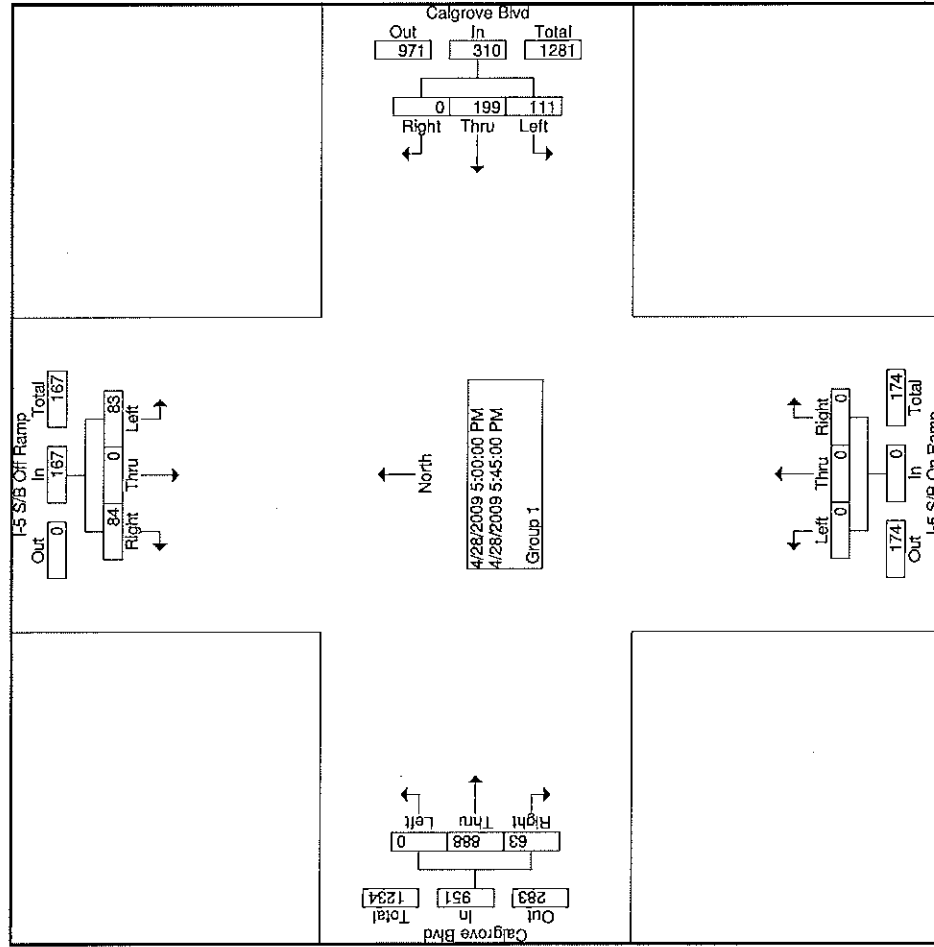 Calgrove Blvd
Out In Total
971 310 1281
0 199 111
Right Thru Left
I-5 S/B Off Ramp
Out In Total
0 167 167
84 0 83
Right Thru Left
North
4/28/2009 5:00:00 PM
4/28/2009 5:45:00 PM
Group 1
Left Thru Right
0 0 0
174 0 174
Out In Total
I-5 S/B On Ramp
Left Thru Right
0 888 63
1234 951 283
Total In Out
Calgrove Blvd